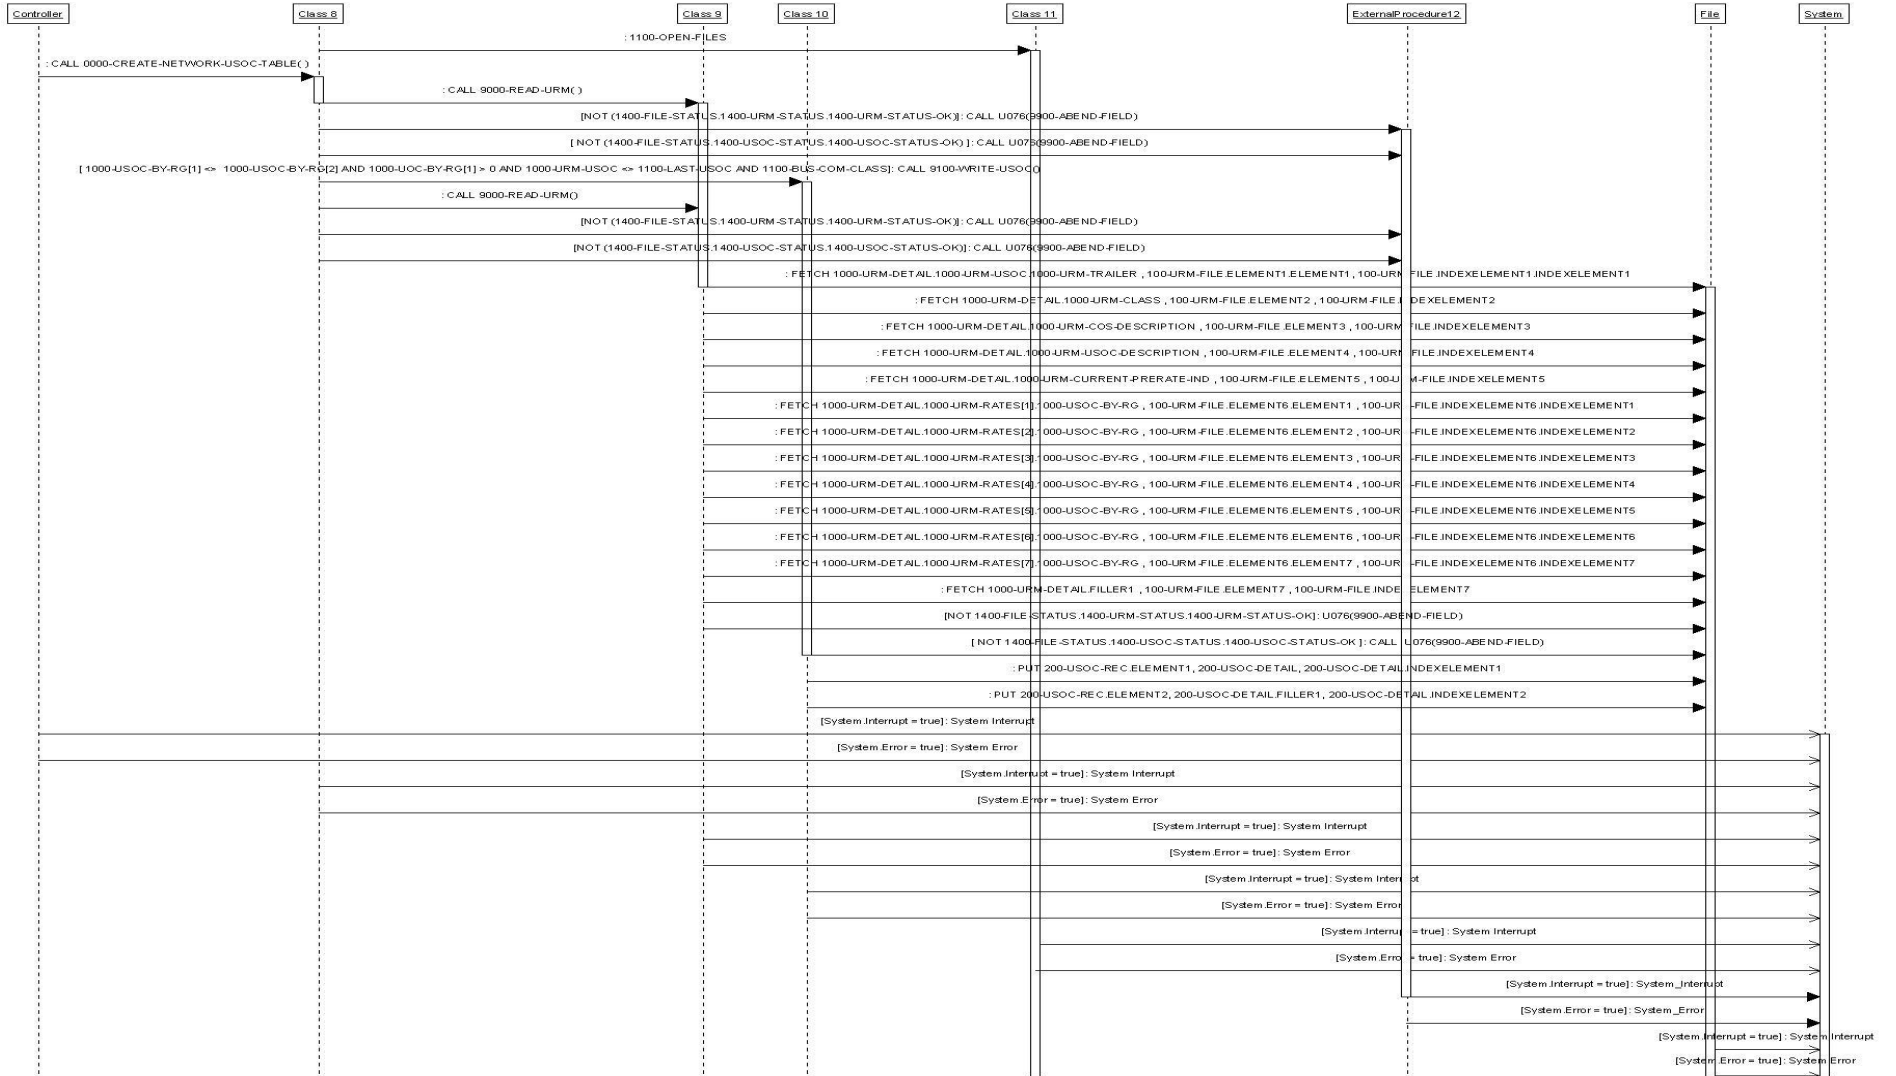 Controller Class 8 Class 9 Class 10 Class 11 ExternalProcedure12 File System
: 1100-OPEN-FILES
: CALL 0000-CREATE-NETWORK-USOC-TABLE( )
: CALL 9000-READ-URM( )
[NOT (1400-FILE-STATUS.1400-URM-STATUS.1400-URM-STATUS-OK)]: CALL U076(9900-ABEND-FIELD)
[ NOT (1400-FILE-STATUS.1400-USOC-STATUS.1400-USOC-STATUS-OK) ]: CALL U076(9900-ABEND-FIELD)
[ 1000-USOC-BY-RG[1] <> 1000-USOC-BY-RG[2] AND 1000-UOC-BY-RG[1] > 0 AND 1000-URM-USOC <> 1100-LAST-USOC AND 1100-BUS-COM-CLASS]: CALL 9100-WRITE-USOC()
: CALL 9000-READ-URM()
[NOT (1400-FILE-STATUS.1400-URM-STATUS.1400-URM-STATUS-OK)]: CALL U076(9900-ABEND-FIELD)
[NOT (1400-FILE-STATUS.1400-USOC-STATUS.1400-USOC-STATUS-OK)]: CALL U076(9900-ABEND-FIELD)
: FETCH 1000-URM-DETAIL.1000-URM-USOC.1000-URM-TRAILER , 100-URM-FILE.ELEMENT1.ELEMENT1 , 100-URM-FILE.INDEXELEMENT1.INDEXELEMENT1
: FETCH 1000-URM-DETAIL.1000-URM-CLASS , 100-URM-FILE.ELEMENT2 , 100-URM-FILE.INDEXELEMENT2
: FETCH 1000-URM-DETAIL.1000-URM-COS-DESCRIPTION , 100-URM-FILE.ELEMENT3 , 100-URM-FILE.INDEXELEMENT3
: FETCH 1000-URM-DETAIL.1000-URM-USOC-DESCRIPTION , 100-URM-FILE.ELEMENT4 , 100-URM-FILE.INDEXELEMENT4
: FETCH 1000-URM-DETAIL.1000-URM-CURRENT-PRERATE-IND , 100-URM-FILE.ELEMENT5 , 100-URM-FILE.INDEXELEMENT5
: FETCH 1000-URM-DETAIL.1000-URM-RATES[1].1000-USOC-BY-RG , 100-URM-FILE.ELEMENT6.ELEMENT1 , 100-URM-FILE.INDEXELEMENT6.INDEXELEMENT1
: FETCH 1000-URM-DETAIL.1000-URM-RATES[2].1000-USOC-BY-RG , 100-URM-FILE.ELEMENT6.ELEMENT2 , 100-URM-FILE.INDEXELEMENT6.INDEXELEMENT2
: FETCH 1000-URM-DETAIL.1000-URM-RATES[3].1000-USOC-BY-RG , 100-URM-FILE.ELEMENT6.ELEMENT3 , 100-URM-FILE.INDEXELEMENT6.INDEXELEMENT3
: FETCH 1000-URM-DETAIL.1000-URM-RATES[4].1000-USOC-BY-RG , 100-URM-FILE.ELEMENT6.ELEMENT4 , 100-URM-FILE.INDEXELEMENT6.INDEXELEMENT4
: FETCH 1000-URM-DETAIL.1000-URM-RATES[5].1000-USOC-BY-RG , 100-URM-FILE.ELEMENT6.ELEMENT5 , 100-URM-FILE.INDEXELEMENT6.INDEXELEMENT5
: FETCH 1000-URM-DETAIL.1000-URM-RATES[6].1000-USOC-BY-RG , 100-URM-FILE.ELEMENT6.ELEMENT6 , 100-URM-FILE.INDEXELEMENT6.INDEXELEMENT6
: FETCH 1000-URM-DETAIL.1000-URM-RATES[7].1000-USOC-BY-RG , 100-URM-FILE.ELEMENT6.ELEMENT7 , 100-URM-FILE.INDEXELEMENT6.INDEXELEMENT7
: FETCH 1000-URM-DETAIL.FILLER1 , 100-URM-FILE.ELEMENT7 , 100-URM-FILE.INDEXELEMENT7
[NOT 1400-FILE-STATUS.1400-URM-STATUS.1400-URM-STATUS-OK]: U076(9900-ABEND-FIELD)
[ NOT 1400-FILE-STATUS.1400-USOC-STATUS.1400-USOC-STATUS-OK ]: CALL U076(9900-ABEND-FIELD)
: PUT 200-USOC-REC.ELEMENT1, 200-USOC-DETAIL, 200-USOC-DETAIL.INDEXELEMENT1
: PUT 200-USOC-REC.ELEMENT2, 200-USOC-DETAIL.FILLER1, 200-USOC-DETAIL.INDEXELEMENT2
[System.Interrupt = true]: System Interrupt
[System.Error = true]: System Error
[System.Interrupt = true]: System Interrupt
[System.Error = true]: System Error
[System.Interrupt = true]: System Interrupt
[System.Error = true]: System Error
[System.Interrupt = true]: System Interrupt
[System.Error = true]: System Error
[System.Interrupt = true]: System Interrupt
[System.Error = true]: System Error
[System.Interrupt = true]: System_Interrupt
[System.Error = true]: System_Error
[System.Interrupt = true]: System Interrupt
[System.Error = true]: System Error